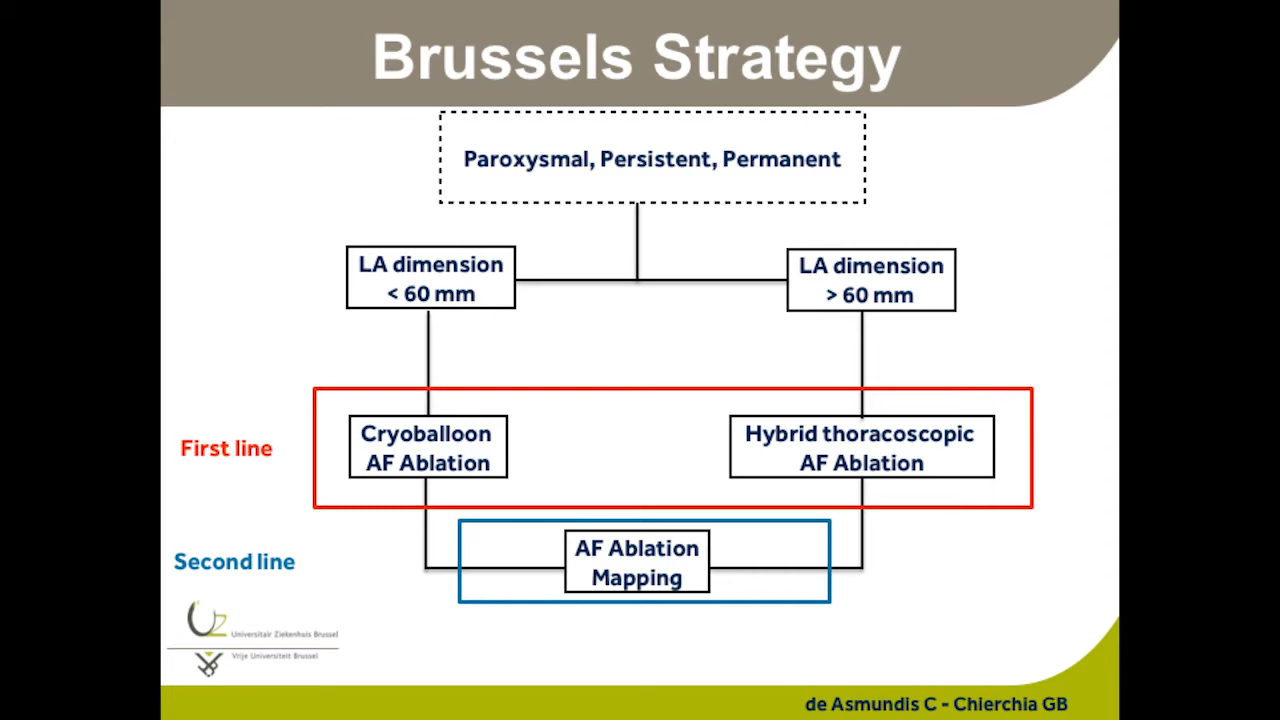 Brussels Strategy
Paroxysmal, Persistent, Permanent
LA dimension
< 60 mm
LA dimension
> 60 mm
First line
Cryoballoon
AF Ablation
Hybrid thoracoscopic
AF Ablation
Second line
AF Ablation
Mapping
Universitair Ziekenhuis Brussel
Vrije Universiteit Brussel
de Asmundis C - Chierchia GB